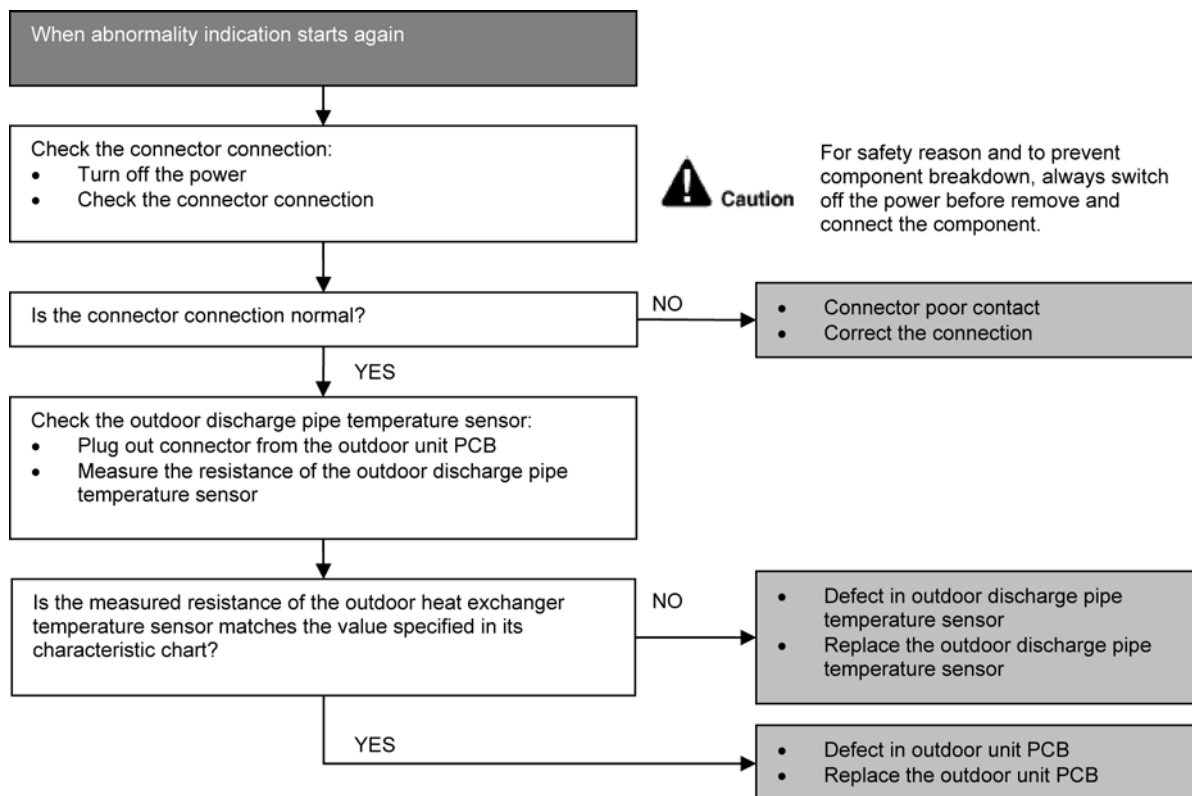 When abnormality indication starts again
Check the connector connection:
• Turn off the power
• Check the connector connection
Caution
For safety reason and to prevent
component breakdown, always switch
off the power before remove and
connect the component.
Is the connector connection normal?
NO
• Connector poor contact
• Correct the connection
YES
Check the outdoor discharge pipe temperature sensor:
• Plug out connector from the outdoor unit PCB
• Measure the resistance of the outdoor discharge pipe
temperature sensor
Is the measured resistance of the outdoor heat exchanger
temperature sensor matches the value specified in its
characteristic chart?
NO
• Defect in outdoor discharge pipe
temperature sensor
• Replace the outdoor discharge pipe
temperature sensor
YES
• Defect in outdoor unit PCB
• Replace the outdoor unit PCB